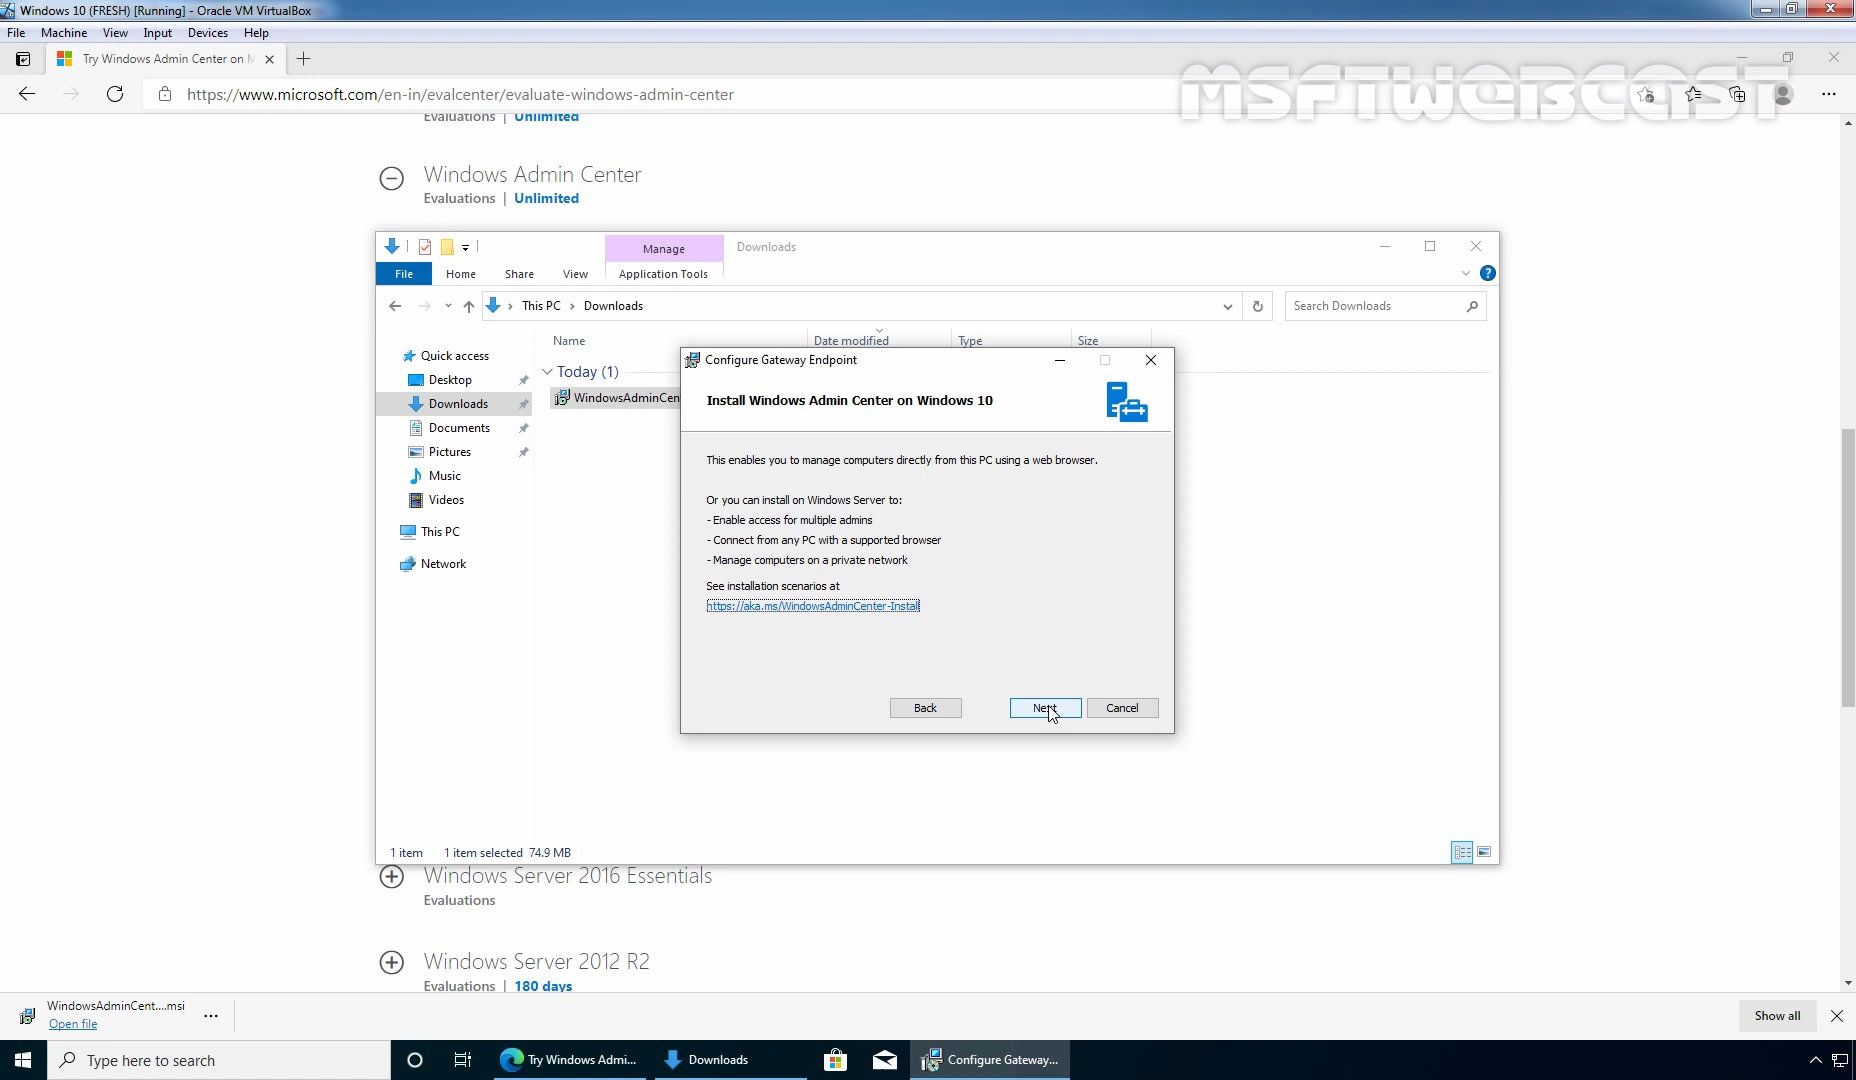 Windows 10 (FRESH) [Running] - Oracle VM VirtualBox
File Machine View Input Devices Help
Try Windows Admin Center on M
https://www.microsoft.com/en-in/evalcenter/evaluate-windows-admin-center
MSFTWEBCAST
Evaluations | Unlimited
Windows Admin Center
Evaluations | Unlimited
Manage Downloads
File Home Share View Application Tools
This PC Downloads Search Downloads
Name Date modified Type Size
Quick access
Desktop
Downloads
Documents
Pictures
Music
Videos
This PC
Network
Today (1)
WindowsAdminCent
Configure Gateway Endpoint
Install Windows Admin Center on Windows 10
This enables you to manage computers directly from this PC using a web browser.
Or you can install on Windows Server to:
- Enable access for multiple admins
- Connect from any PC with a supported browser
- Manage computers on a private network
See installation scenarios at
https://aka.ms/WindowsAdminCenter-Install
Back Next Cancel
1 item 1 item selected 74.9 MB
Windows Server 2016 Essentials
Evaluations
Windows Server 2012 R2
Evaluations | 180 days
WindowsAdminCent....msi
Open file
Show all
Type here to search
Try Windows Admi... Downloads Configure Gateway...